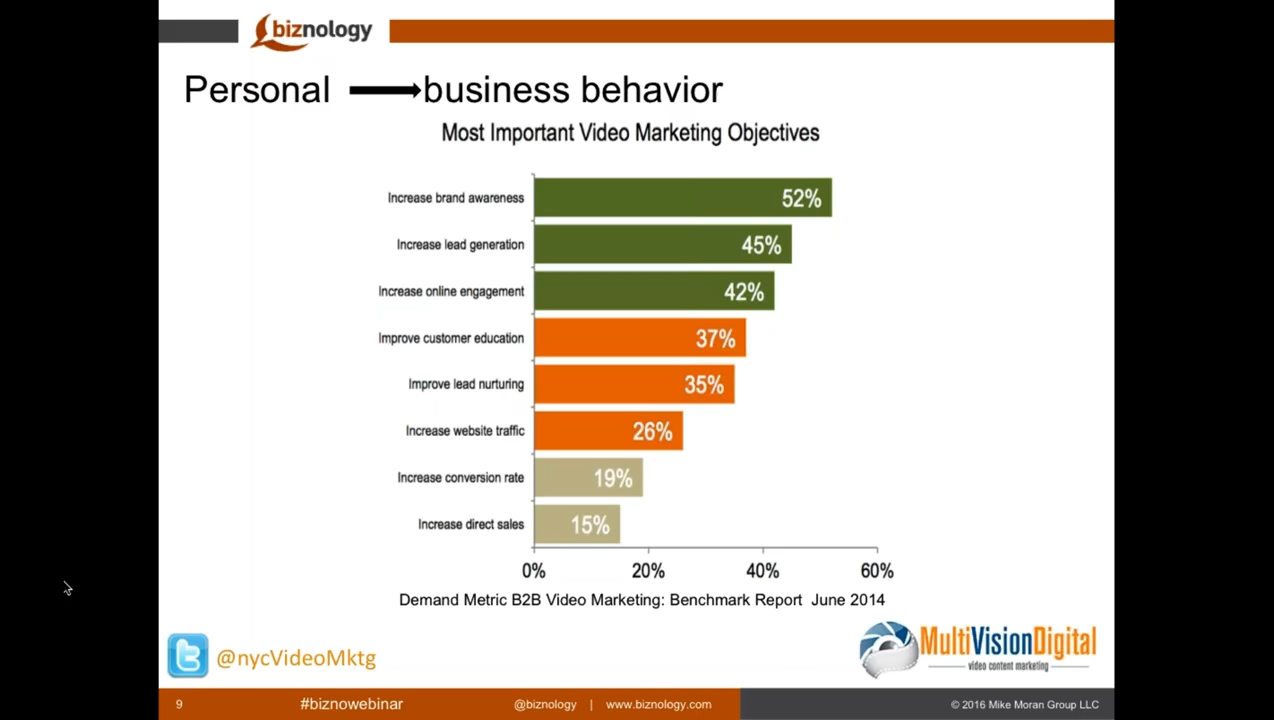 biznology
Personal business behavior
Most Important Video Marketing Objectives
Increase brand awareness 52%
Increase lead generation 45%
Increase online engagement 42%
Improve customer education 37%
Improve lead nurturing 35%
Increase website traffic 26%
Increase conversion rate 19%
Increase direct sales 15%
0% 20% 40% 60%
Demand Metric B2B Video Marketing: Benchmark Report June 2014
@nycVideoMktg
MultiVisionDigital
video content marketing
9 #biznowebinar @biznology | www.biznology.com © 2016 Mike Moran Group LLC